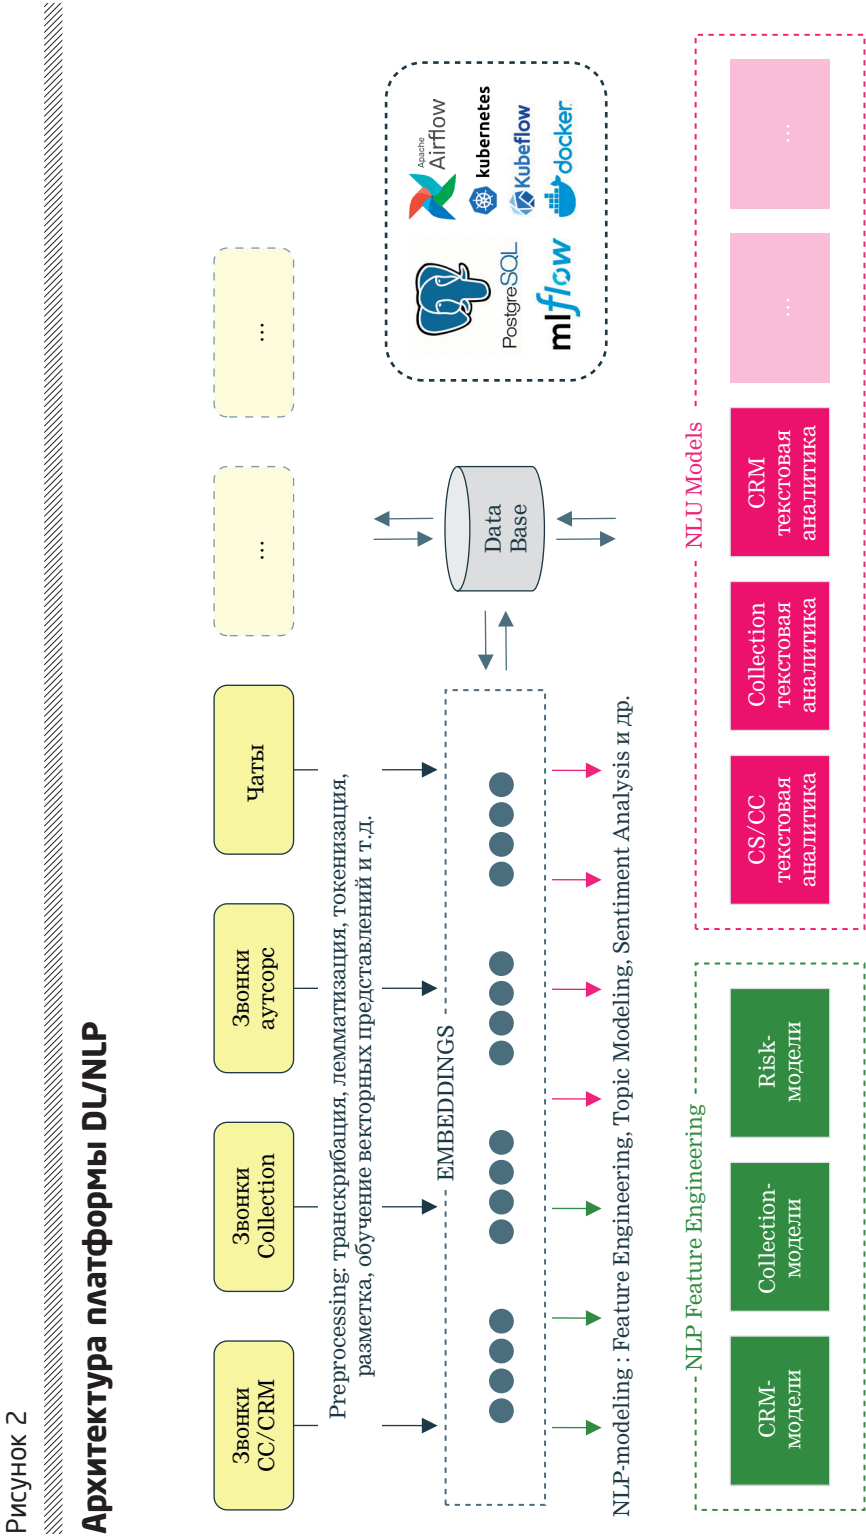 Рисунок 2
Архитектура платформы DL/NLP
Звонки
CC/CRM
Звонки
Collection
Звонки
аутсорс
Чаты
...
...
Preprocessing: транскрибация, лемматизация, токенизация,
разметка, обучение векторных представлений и т.д.
EMBEDDINGS
Data
Base
PostgreSQL
mlflow
Apache
Airflow
kubernetes
Kubeflow
docker
NLP-modeling : Feature Engineering, Topic Modeling, Sentiment Analysis и др.
NLP Feature Engineering
CRM-
модели
Collection-
модели
Risk-
модели
NLU Models
CS/CC
текстовая
аналитика
Collection
текстовая
аналитика
CRM
текстовая
аналитика
...
...